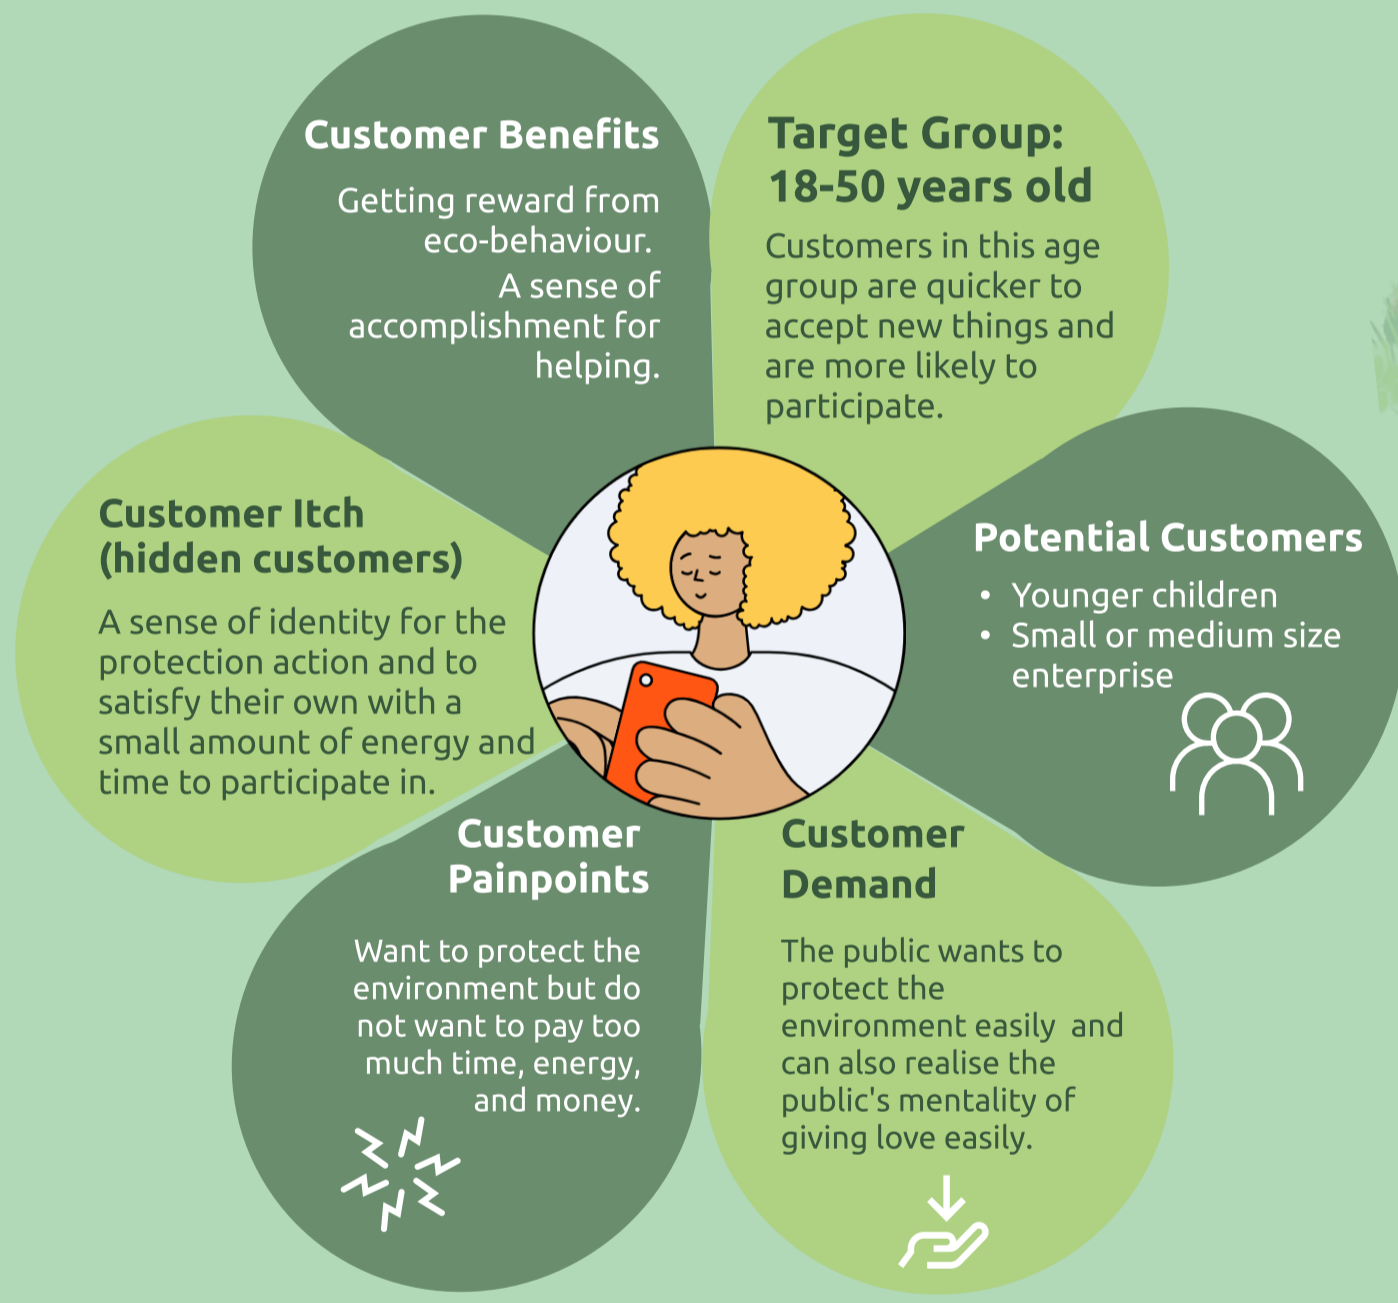 Customer Benefits
Getting reward from
eco-behaviour.
A sense of
accomplishment for
helping.
Target Group:
18-50 years old
Customers in this age
group are quicker to
accept new things and
are more likely to
participate.
Potential Customers
• Younger children
• Small or medium size
enterprise
Customer
Demand
The public wants to
protect the
environment easily  and
can also realise the
public's mentality of
giving love easily.
Customer
Painpoints
Want to protect the
environment but do
not want to pay too
much time, energy,
and money.
Customer Itch
(hidden customers)
A sense of identity for the
protection action and to
satisfy their own with a
small amount of energy and
time to participate in.